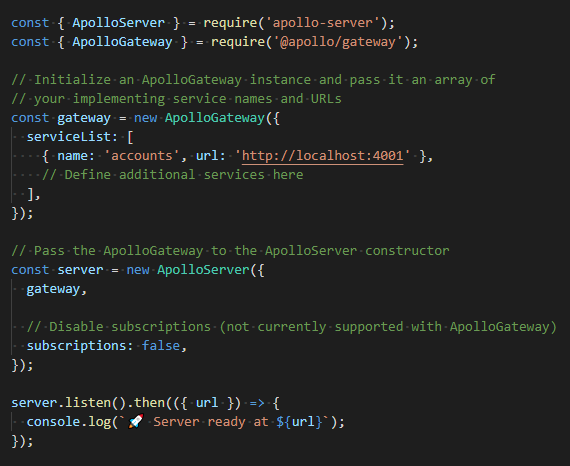 const { ApolloServer } = require('apollo-server');
const { ApolloGateway } = require('@apollo/gateway');

// Initialize an ApolloGateway instance and pass it an array of
// your implementing service names and URLs
const gateway = new ApolloGateway({
  serviceList: [
    { name: 'accounts', url: 'http://localhost:4001' },
    // Define additional services here
  ],
});

// Pass the ApolloGateway to the ApolloServer constructor
const server = new ApolloServer({
  gateway,

  // Disable subscriptions (not currently supported with ApolloGateway)
  subscriptions: false,
});

server.listen().then(({ url }) => {
  console.log(`🚀 Server ready at ${url}`);
});